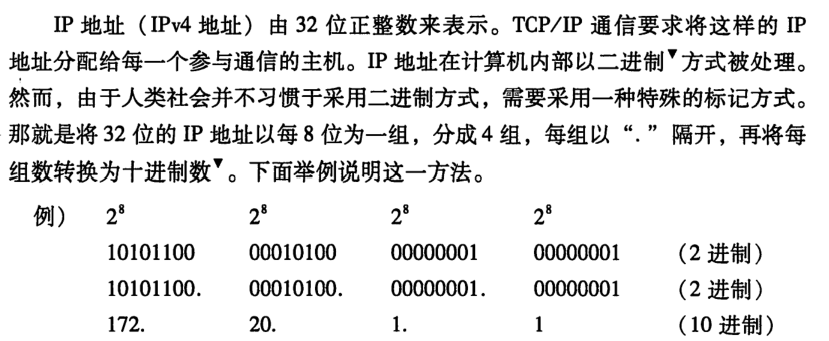 IP 地址（IPv4 地址）由 32 位正整数来表示。TCP/IP 通信要求将这样的 IP
地址分配给每一个参与通信的主机。IP 地址在计算机内部以二进制▼方式被处理。
然而，由于人类社会并不习惯于采用二进制方式，需要采用一种特殊的标记方式。
那就是将 32 位的 IP 地址以每 8 位为一组，分成 4 组，每组以“.”隔开，再将每
组数转换为十进制数▼。下面举例说明这一方法。
例） 2⁸ 2⁸ 2⁸ 2⁸
10101100 00010100 00000001 00000001 （2 进制）
10101100. 00010100. 00000001. 00000001 （2 进制）
172. 20. 1. 1 （10 进制）